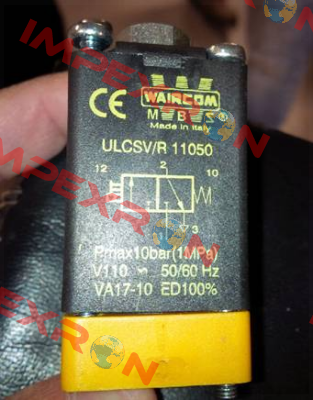 WAIRCOM
M B S ®
Made in Italy
CE
ULCSV/R 11050
12 2 10
1 3
Pmax10bar(1MPa)
V110 ~ 50/60 Hz
VA17-10 ED100%
IMPEXRON
IMPEXRON
IMPEXRON